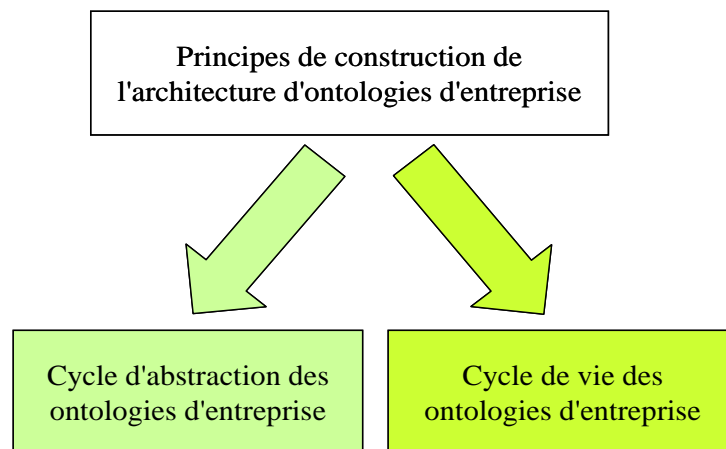 Principes de construction de
l'architecture d'ontologies d'entreprise
Cycle d'abstraction des
ontologies d'entreprise
Cycle de vie des
ontologies d'entreprise